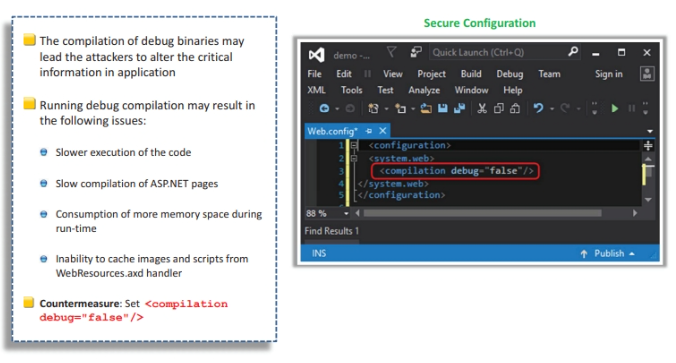 The compilation of debug binaries may
lead the attackers to alter the critical
information in application
Running debug compilation may result in
the following issues:
Slower execution of the code
Slow compilation of ASP.NET pages
Consumption of more memory space during
run-time
Inability to cache images and scripts from
WebResources.axd handler
Countermeasure: Set <compilation
debug="false"/>
Secure Configuration
demo -... Quick Launch (Ctrl+Q)
File Edit View Project Build Debug Team Sign in
XML Tools Test Analyze Window Help
Web.config*
1 <configuration>
2 <system.web>
3 <compilation debug="false"/>
4 </system.web>
5 </configuration>
88 %
Find Results 1
INS Publish